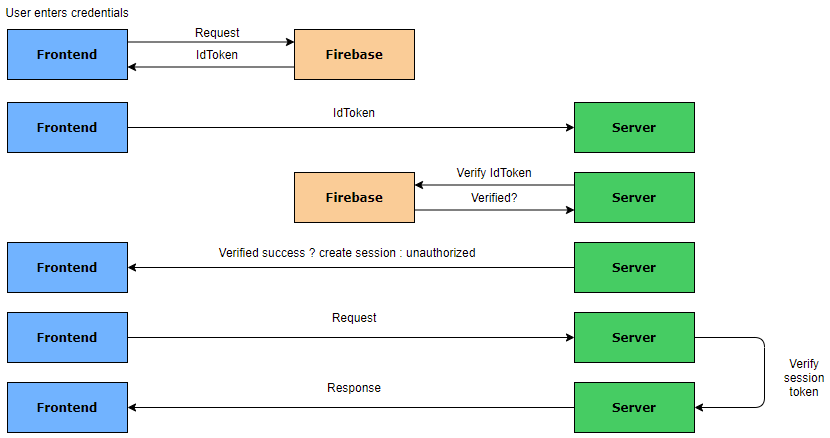 User enters credentials
Request
Frontend
Firebase
IdToken
IdToken
Frontend
Server
Verify IdToken
Firebase
Server
Verified?
Verified success ? create session : unauthorized
Frontend
Server
Request
Frontend
Server
Verify
session
token
Response
Frontend
Server